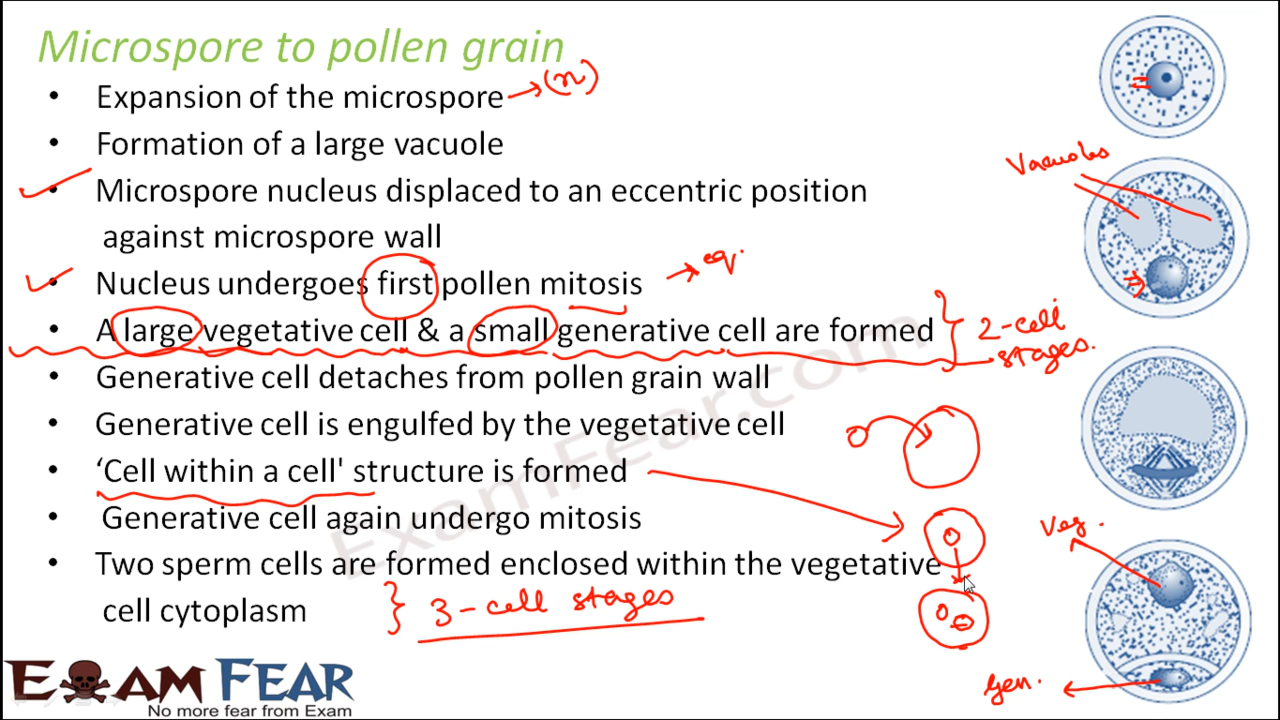 Microspore to pollen grain
• Expansion of the microspore → (n)
• Formation of a large vacuole
Vacuoles
• Microspore nucleus displaced to an eccentric position
against microspore wall
• Nucleus undergoes first pollen mitosis → eq.
• A large vegetative cell & a small generative cell are formed
2-cell
stages.
• Generative cell detaches from pollen grain wall
• Generative cell is engulfed by the vegetative cell
• ‘Cell within a cell' structure is formed
• Generative cell again undergo mitosis
Veg.
• Two sperm cells are formed enclosed within the vegetative
cell cytoplasm
3-cell stages
Gen.
ExamFear.com
EXAM FEAR
No more fear from Exam